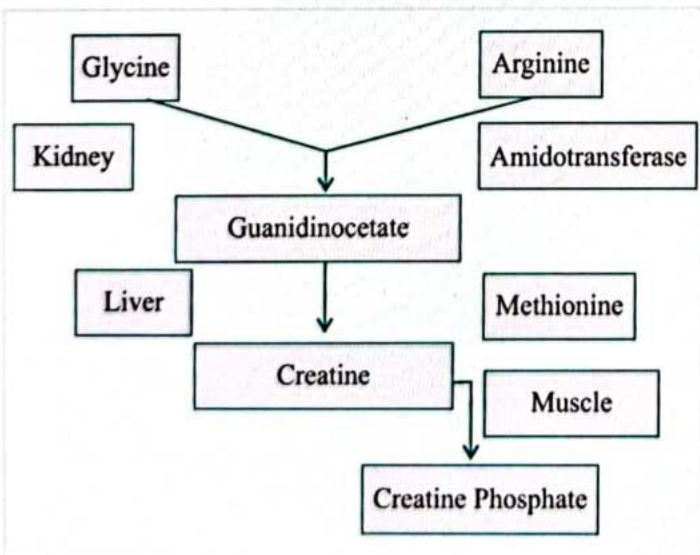 Glycine
Arginine
Kidney
Amidotransferase
Guanidinocetate
Liver
Methionine
Creatine
Muscle
Creatine Phosphate